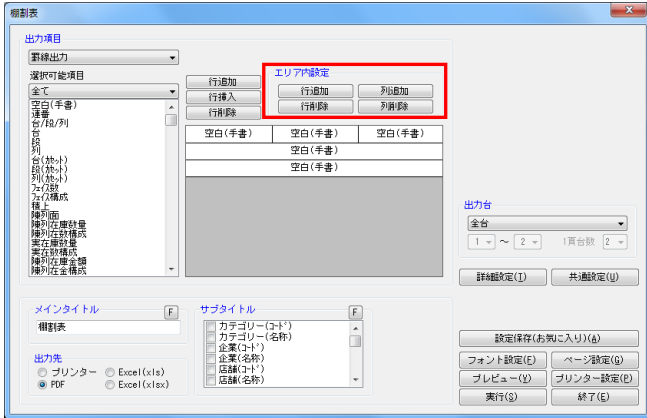 棚割表
出力項目
罫線出力
選択可能項目
全て
空白(手書)
連番
台/段/列
台
段
列
台(カセット)
段(カセット)
列(カセット)
フェイス数
フェイス構成
積上
陳列面
陳列在庫数量
陳列在数構成
実在庫数量
実在数構成
陳列在庫金額
陳列在金構成
行追加
行挿入
行削除
エリア内設定
行追加 列追加
行削除 列削除
空白(手書) 空白(手書) 空白(手書)
空白(手書)
空白(手書)
出力台
全台
1 ～ 2 1頁台数 2
詳細設定(I) 共通設定(U)
メインタイトル F
棚割表
出力先
プリンター Excel(xls)
PDF Excel(xlsx)
サブタイトル F
カテゴリー(コード)
カテゴリー(名称)
企業(コード)
企業(名称)
店舗(コード)
店舗(名称)
設定保存(お気に入り)(A)
フォント設定(F) ページ設定(G)
プレビュー(Y) プリンター設定(P)
実行(S) 終了(E)